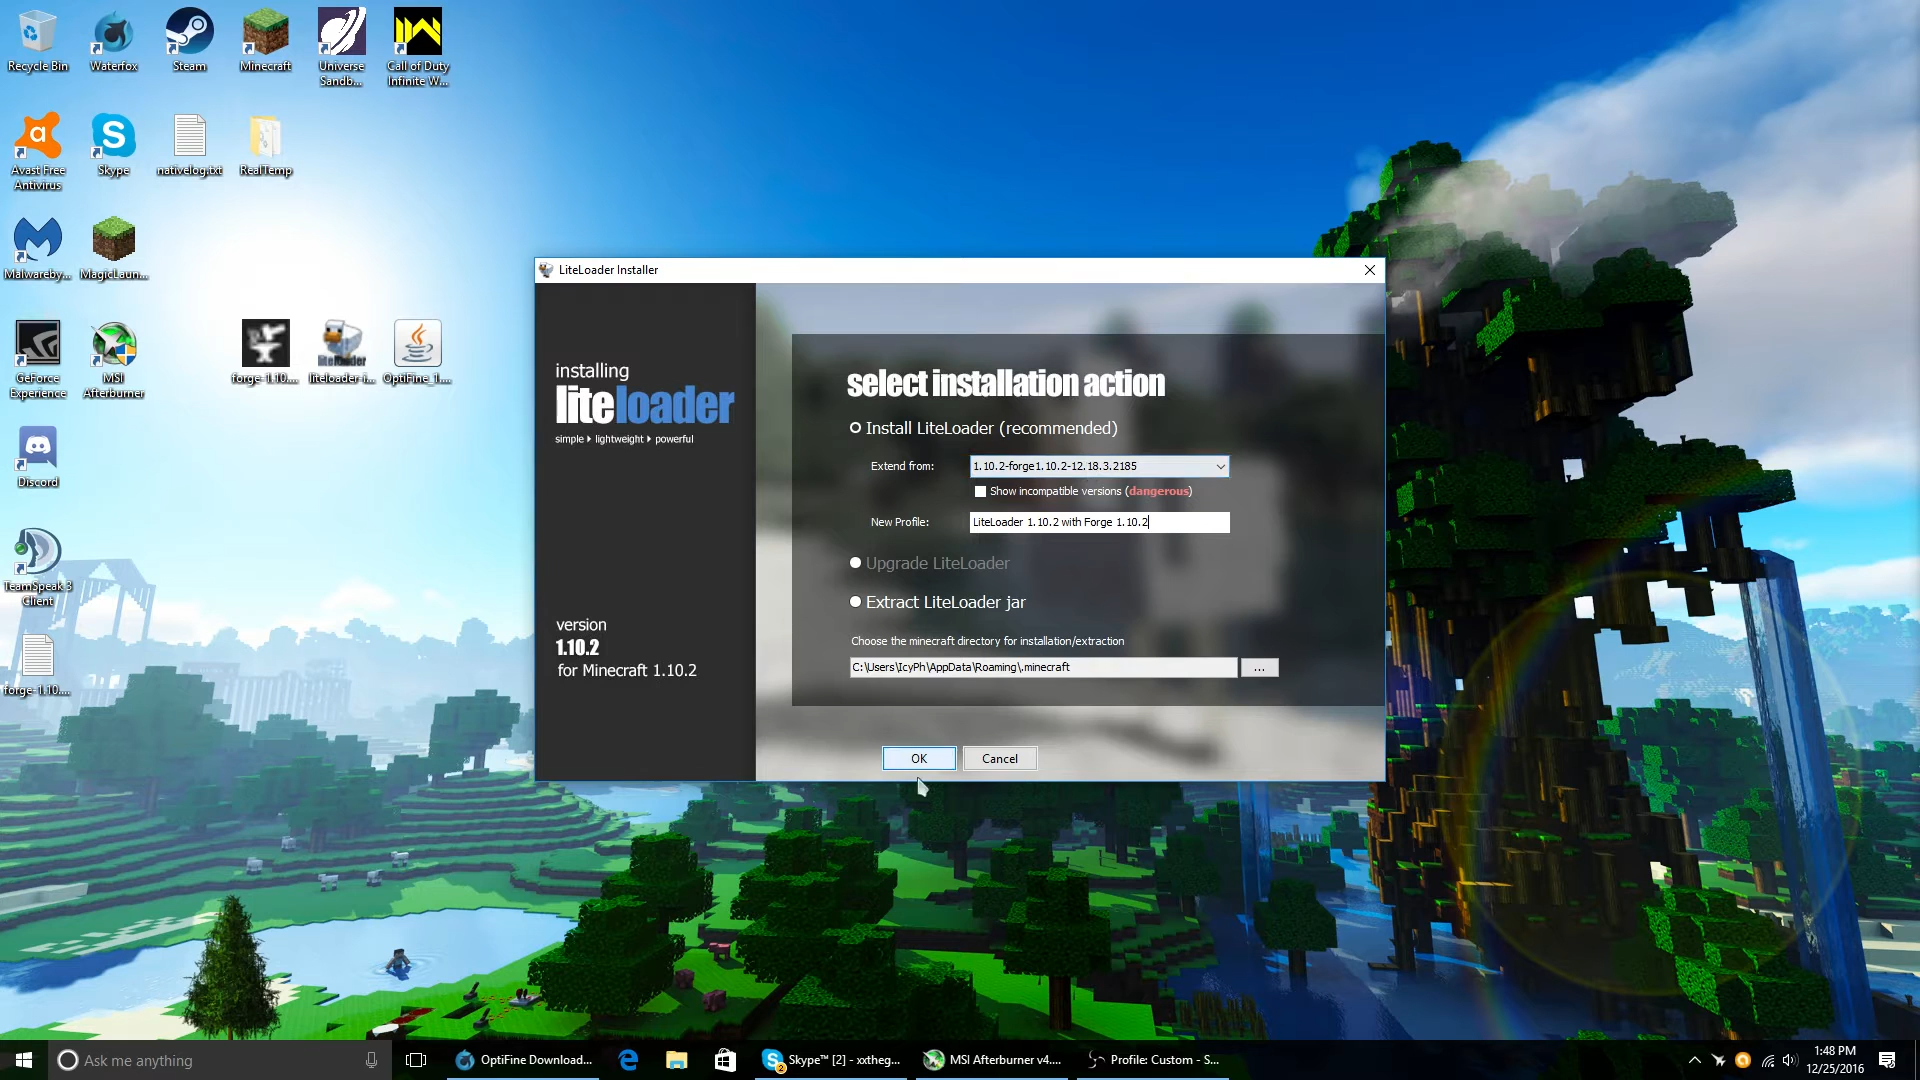 Recycle Bin
Waterfox
Steam
Minecraft
Universe Sandb...
Call of Duty Infinite W...
Avast Free Antivirus
Skype
nativelog.txt
RealTemp
Malwareby...
MagicLaun...
GeForce Experience
MSI Afterburner
forge-1.10....
liteloader-i...
OptiFine_1....
Discord
TeamSpeak 3 Client
forge-1.10....
LiteLoader Installer
installing
liteloader
simple lightweight powerful
version
1.10.2
for Minecraft 1.10.2
select installation action
Install LiteLoader (recommended)
Extend from:
1.10.2-forge1.10.2-12.18.3.2185
Show incompatible versions (dangerous)
New Profile:
LiteLoader 1.10.2 with Forge 1.10.2
Upgrade LiteLoader
Extract LiteLoader jar
Choose the minecraft directory for installation/extraction
C:\Users\IcyPh\AppData\Roaming\.minecraft
...
OK
Cancel
Ask me anything
OptiFine Download...
Skype™ [2] - xxtheg...
MSI Afterburner v4....
Profile: Custom - S...
1:48 PM
12/25/2016